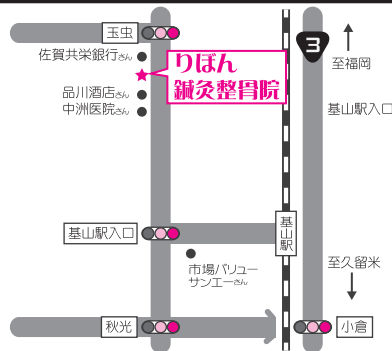 玉虫
佐賀共栄銀行さん
りぼん
鍼灸整骨院
品川酒店さん
中洲医院さん
3
至福岡
基山駅入口
基山駅入口
基山駅
市場バリュー
サンエーさん
至久留米
秋光
小倉